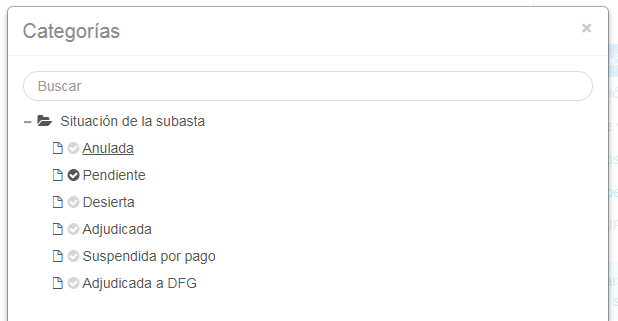 Categorías
×
Buscar
Situación de la subasta
Anulada
Pendiente
Desierta
Adjudicada
Suspendida por pago
Adjudicada a DFG